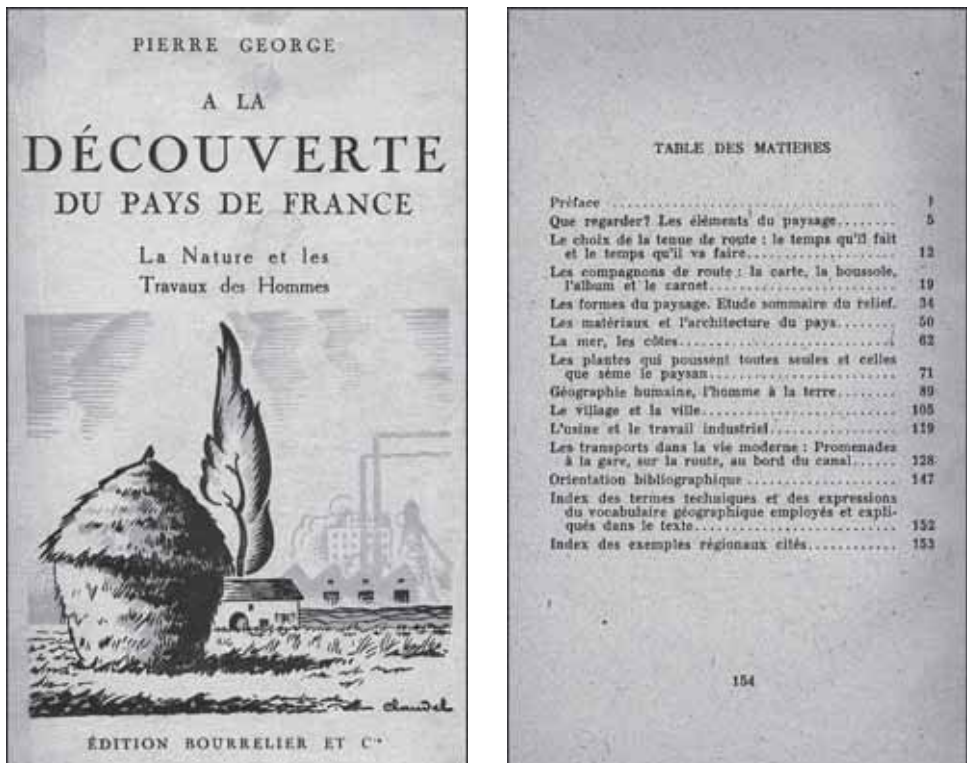 PIERRE GEORGE
A LA
DÉCOUVERTE
DU PAYS DE FRANCE
La Nature et les
Travaux des Hommes
claudel
ÉDITION BOURRELIER ET Cie
TABLE DES MATIERES
Préface ........................................ 1
Que regarder? Les éléments du paysage........ 5
Le choix de la tenue de route : le temps qu'il fait
et le temps qu'il va faire.................... 12
Les compagnons de route : la carte, la boussole,
l'album et le carnet......................... 19
Les formes du paysage. Etude sommaire du relief. 34
Les matériaux et l'architecture du pays........ 50
La mer, les côtes............................. 62
Les plantes qui poussent toutes seules et celles
que sème le paysan.......................... 71
Géographie humaine, l'homme à la terre........ 89
Le village et la ville.......................... 105
L'usine et le travail industriel................. 119
Les transports dans la vie moderne : Promenades
à la gare, sur la route, au bord du canal...... 128
Orientation bibliographique .................... 147
Index des termes techniques et des expressions
du vocabulaire géographique employés et expli-
qués dans le texte........................... 152
Index des exemples régionaux cités............ 153
154